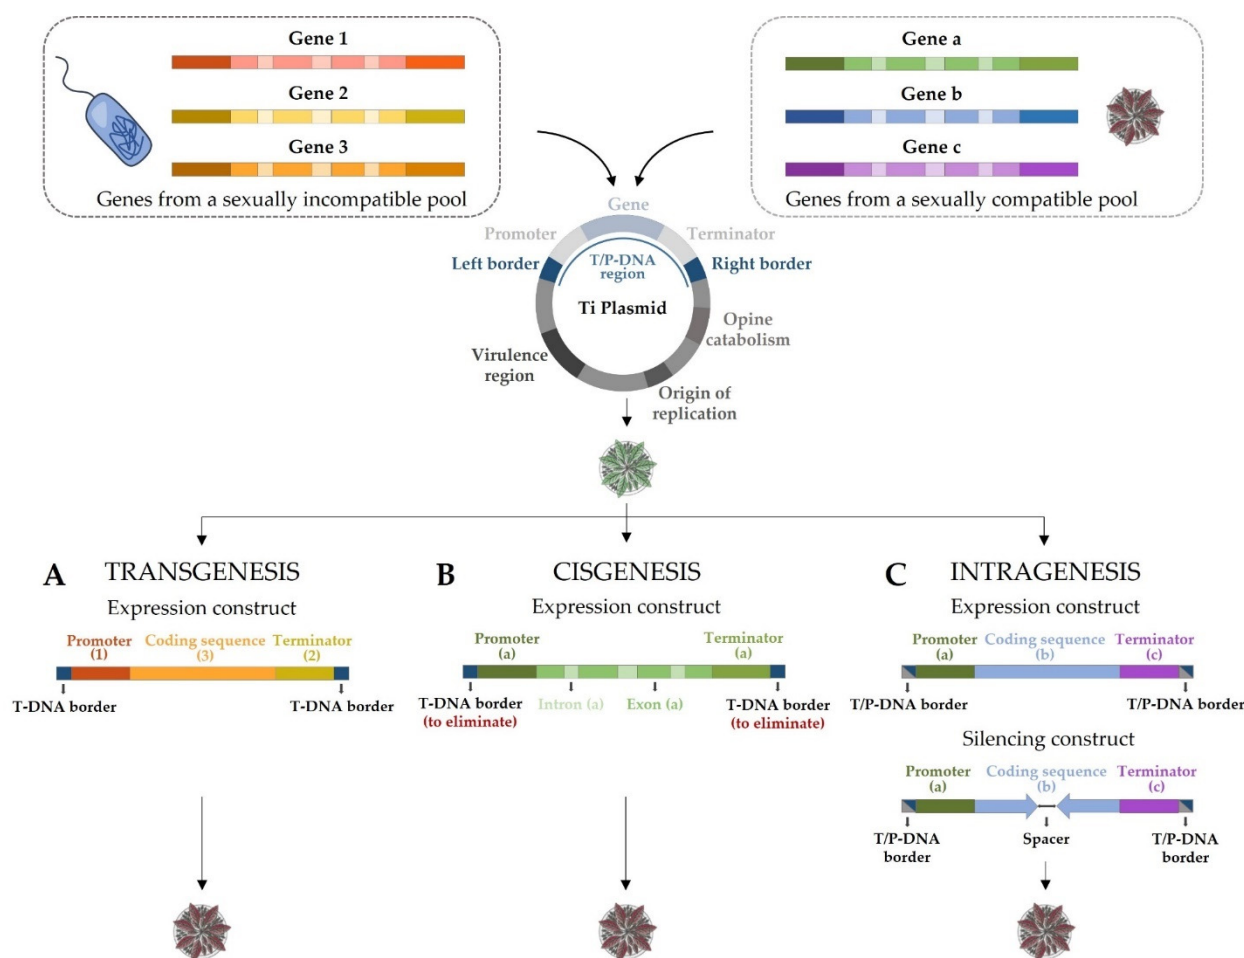 Gene 1
Gene 2
Gene 3
Genes from a sexually incompatible pool
Gene a
Gene b
Gene c
Genes from a sexually compatible pool
Gene
Promoter
Terminator
Left border
T/P-DNA
region
Right border
Ti Plasmid
Opine
catabolism
Virulence
region
Origin of
replication
A TRANSGENESIS
Expression construct
Promoter
(1)
Coding sequence
(3)
Terminator
(2)
T-DNA border
T-DNA border
B CISGENESIS
Expression construct
Promoter
(a)
Terminator
(a)
T-DNA border
(to eliminate)
Intron (a)
Exon (a)
T-DNA border
(to eliminate)
C INTRAGENESIS
Expression construct
Promoter
(a)
Coding sequence
(b)
Terminator
(c)
T/P-DNA border
T/P-DNA border
Silencing construct
Promoter
(a)
Coding sequence
(b)
Terminator
(c)
T/P-DNA
border
Spacer
T/P-DNA
border